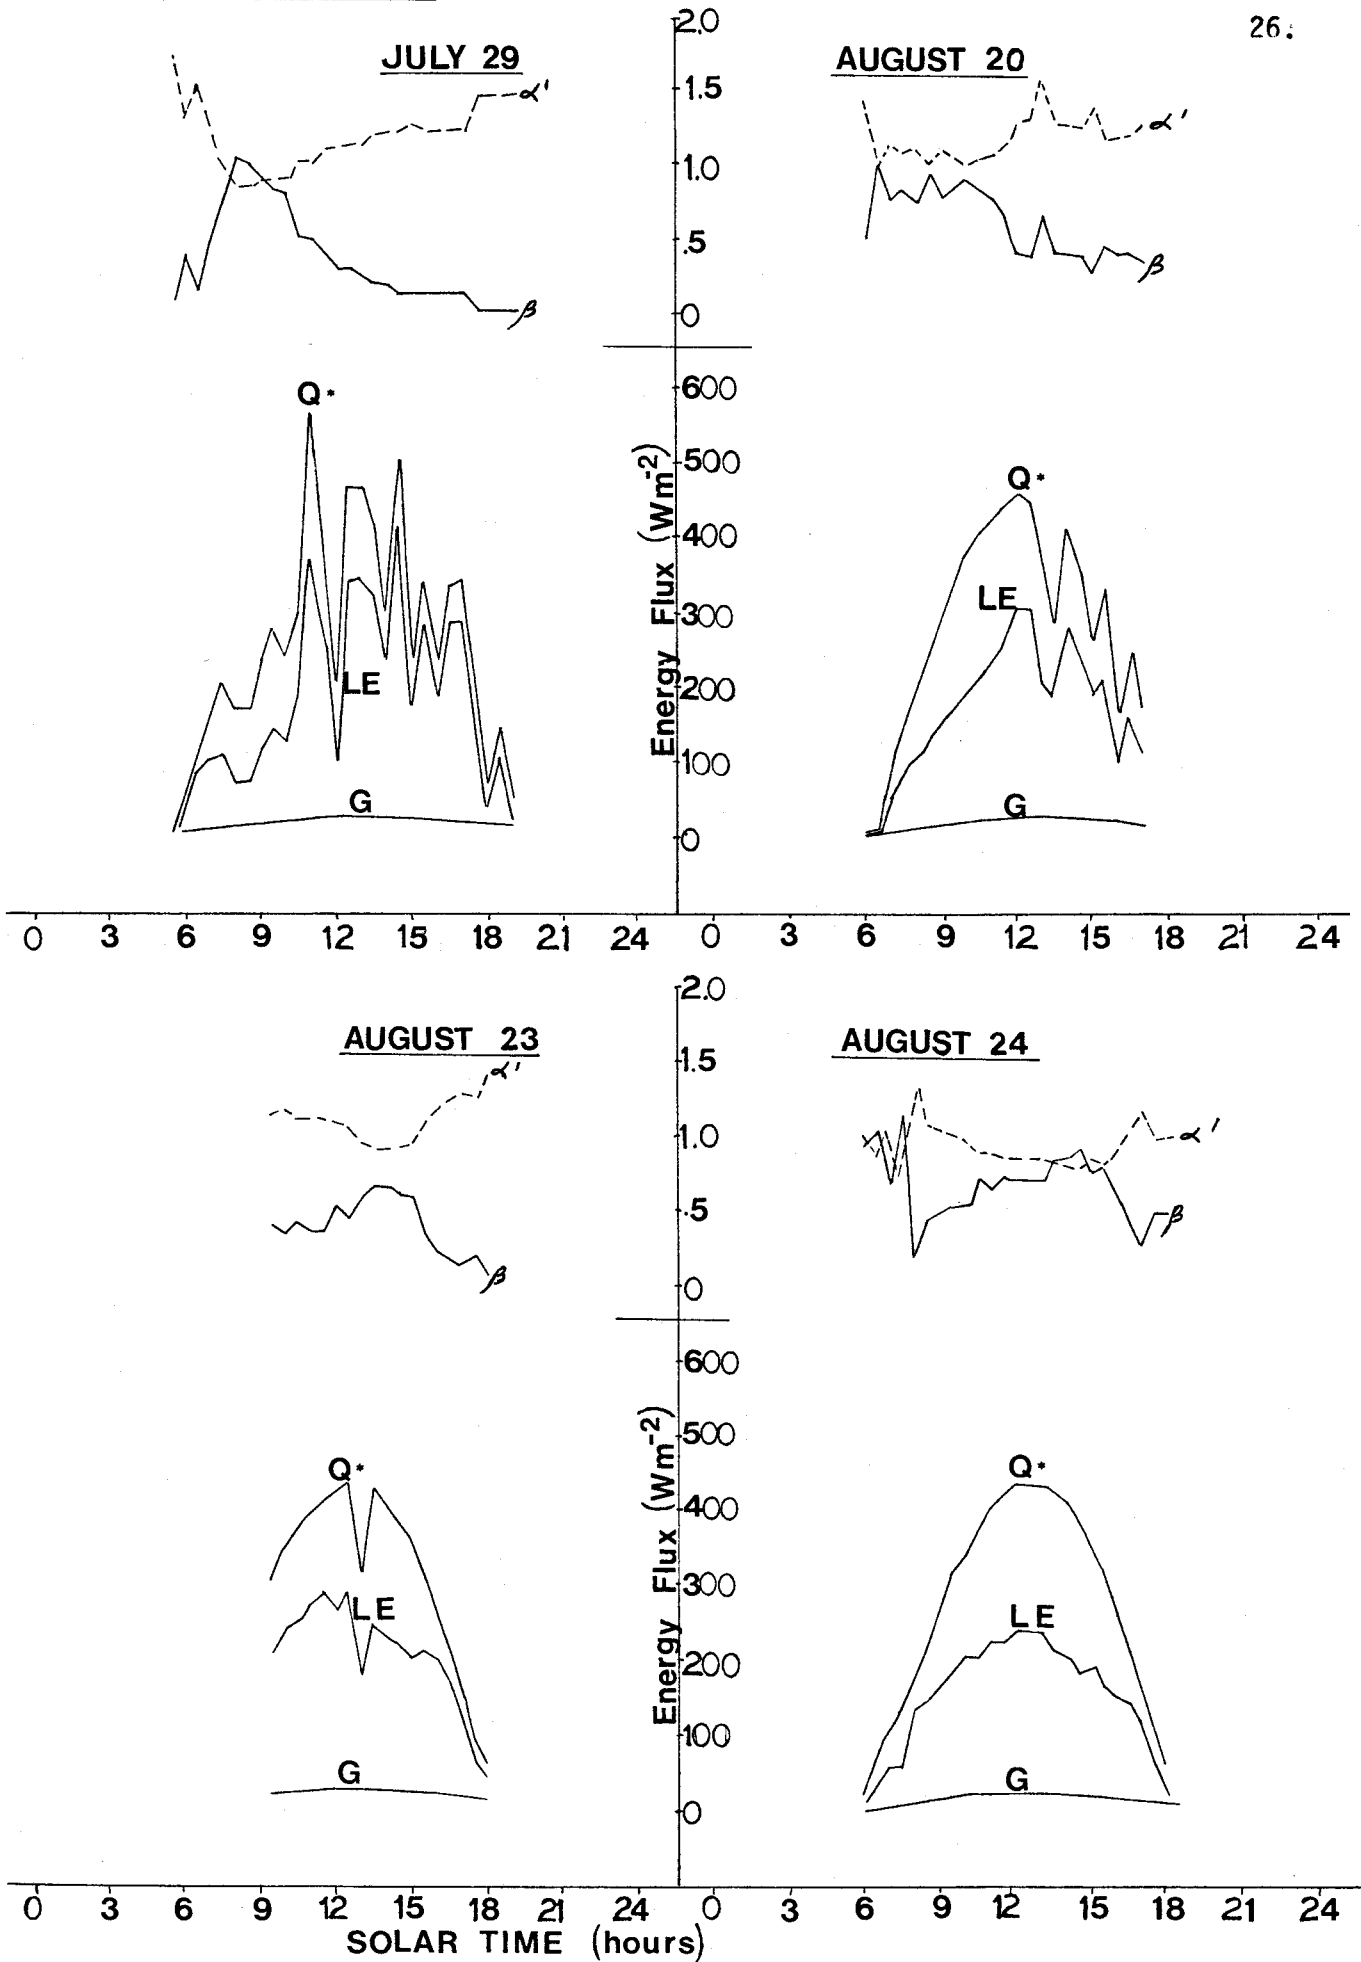 26.
JULY 29
AUGUST 20
2.0
1.5
1.0
.5
0
α'
β
α'
β
600
500
400
300
200
100
0
Energy Flux (Wm-2)
Q*
LE
G
Q*
LE
G
0 3 6 9 12 15 18 21 24
0 3 6 9 12 15 18 21 24
AUGUST 23
AUGUST 24
2.0
1.5
1.0
.5
0
α'
β
α'
β
600
500
400
300
200
100
0
Energy Flux (Wm-2)
Q*
LE
G
Q*
LE
G
0 3 6 9 12 15 18 21 24
0 3 6 9 12 15 18 21 24
SOLAR TIME (hours)